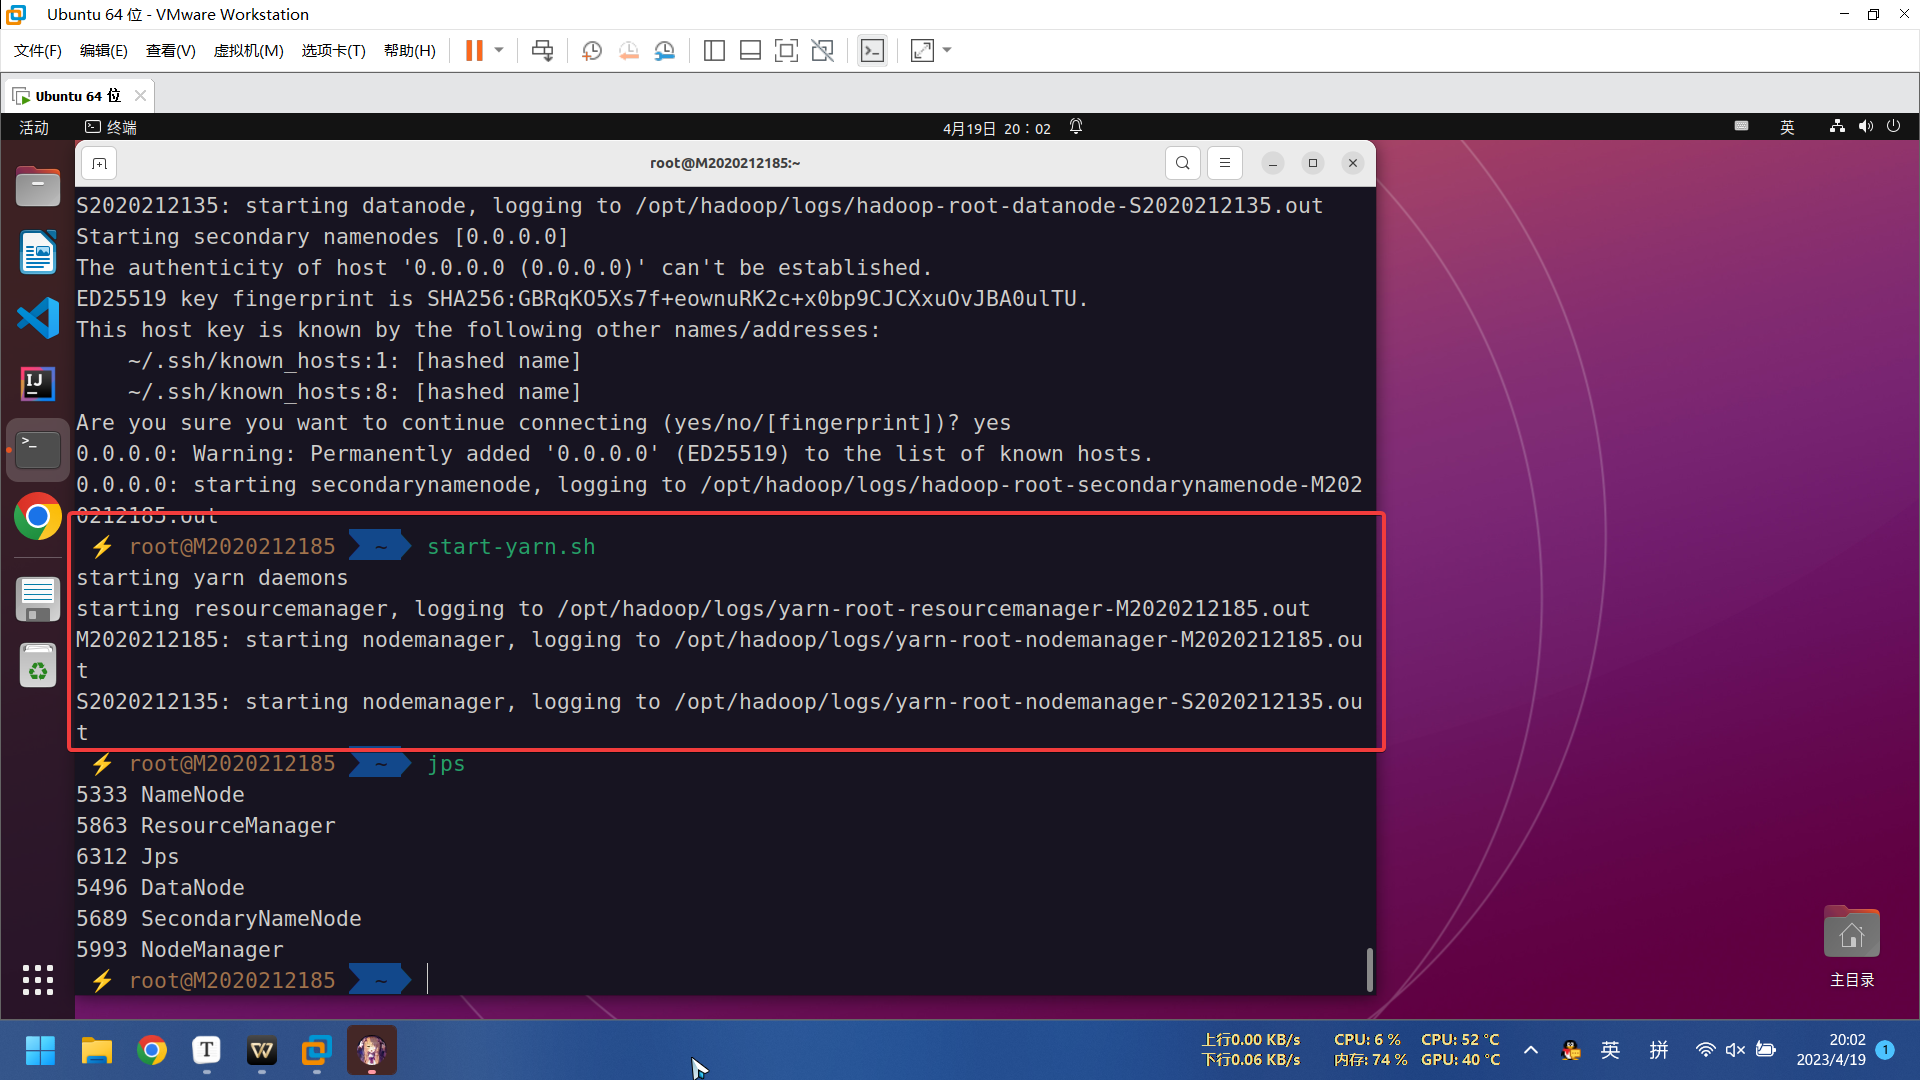 Ubuntu 64 位 - VMware Workstation
文件(F) 编辑(E) 查看(V) 虚拟机(M) 选项卡(T) 帮助(H)
Ubuntu 64 位
活动 终端 4月19日 20：02 英
root@M2020212185:~
S2020212135: starting datanode, logging to /opt/hadoop/logs/hadoop-root-datanode-S2020212135.out
Starting secondary namenodes [0.0.0.0]
The authenticity of host '0.0.0.0 (0.0.0.0)' can't be established.
ED25519 key fingerprint is SHA256:GBRqKO5Xs7f+eownuRK2c+x0bp9CJCXxuOvJBA0ulTU.
This host key is known by the following other names/addresses:
~/.ssh/known_hosts:1: [hashed name]
~/.ssh/known_hosts:8: [hashed name]
Are you sure you want to continue connecting (yes/no/[fingerprint])? yes
0.0.0.0: Warning: Permanently added '0.0.0.0' (ED25519) to the list of known hosts.
0.0.0.0: starting secondarynamenode, logging to /opt/hadoop/logs/hadoop-root-secondarynamenode-M202
0212185.out
root@M2020212185 ~ start-yarn.sh
starting yarn daemons
starting resourcemanager, logging to /opt/hadoop/logs/yarn-root-resourcemanager-M2020212185.out
M2020212185: starting nodemanager, logging to /opt/hadoop/logs/yarn-root-nodemanager-M2020212185.ou
t
S2020212135: starting nodemanager, logging to /opt/hadoop/logs/yarn-root-nodemanager-S2020212135.ou
t
root@M2020212185 ~ jps
5333 NameNode
5863 ResourceManager
6312 Jps
5496 DataNode
5689 SecondaryNameNode
5993 NodeManager
root@M2020212185 ~
主目录
上行0.00 KB/s CPU: 6 % CPU: 52 °C
下行0.06 KB/s 内存: 74 % GPU: 40 °C
英 拼
20:02
2023/4/19
1